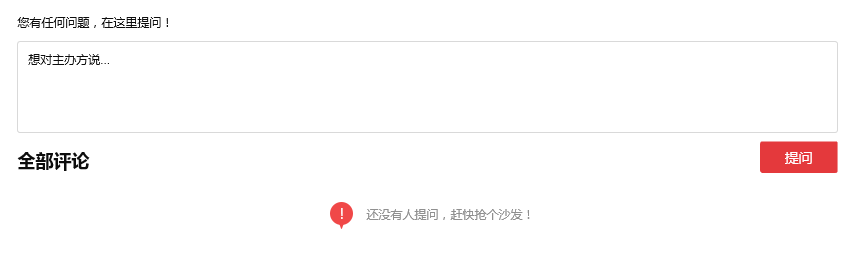 您有任何问题，在这里提问！
想对主办方说...
提问
全部评论
!
还没有人提问，赶快抢个沙发！